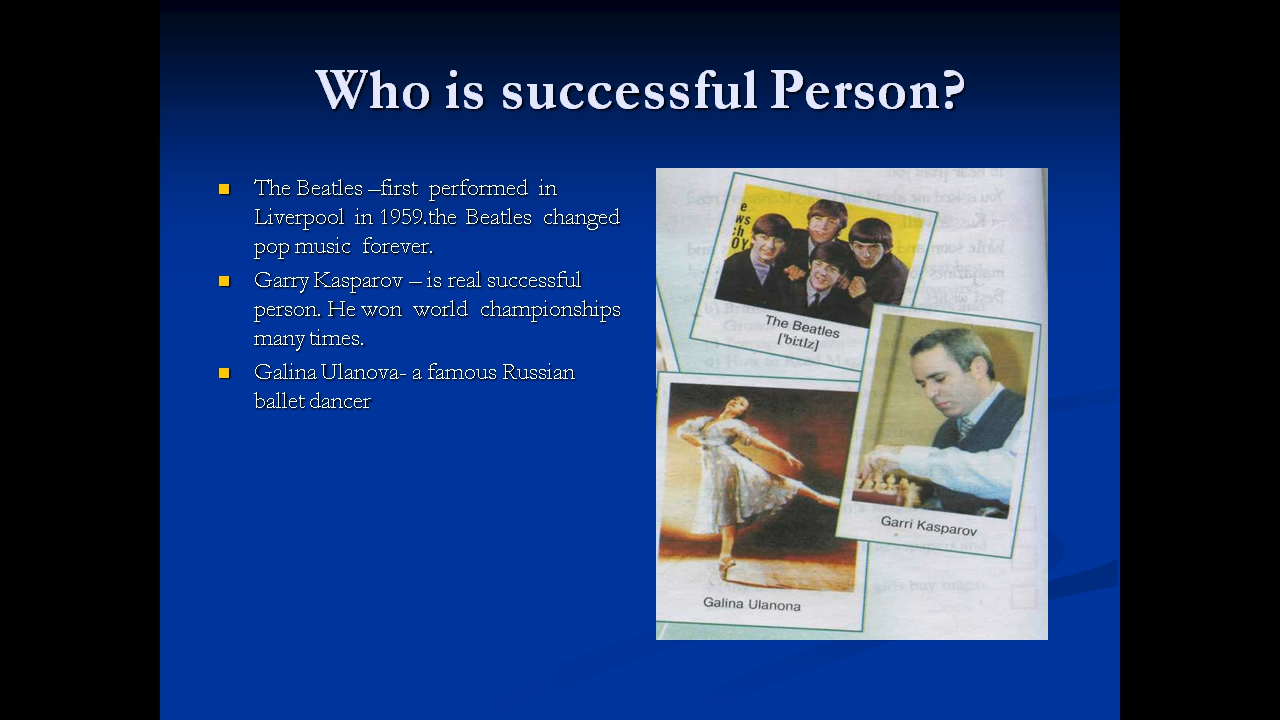 Who is successful Person?
The Beatles –first performed in
Liverpool in 1959.the Beatles changed
pop music forever.
Garry Kasparov – is real successful
person. He won world championships
many times.
Galina Ulanova- a famous Russian
ballet dancer
The Beatles
['bi:tlz]
Garri Kasparov
Galina Ulanona